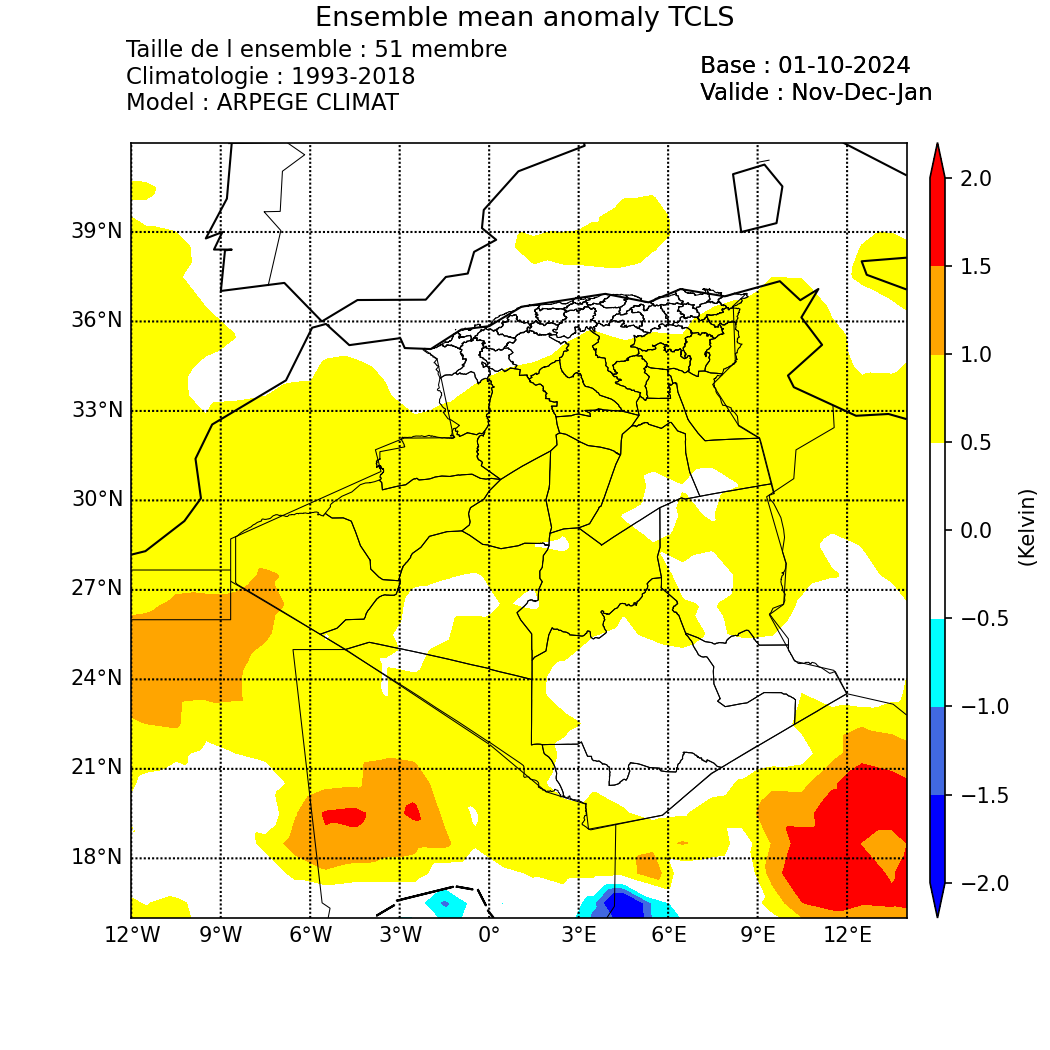 Ensemble mean anomaly TCLS
Taille de l ensemble : 51 membre
Climatologie : 1993-2018
Model : ARPEGE CLIMAT
Base : 01-10-2024
Valide : Nov-Dec-Jan
39°N
36°N
33°N
30°N
27°N
24°N
21°N
18°N
12°W 9°W 6°W 3°W 0° 3°E 6°E 9°E 12°E
2.0
1.5
1.0
0.5
0.0
−0.5
−1.0
−1.5
−2.0
(Kelvin)